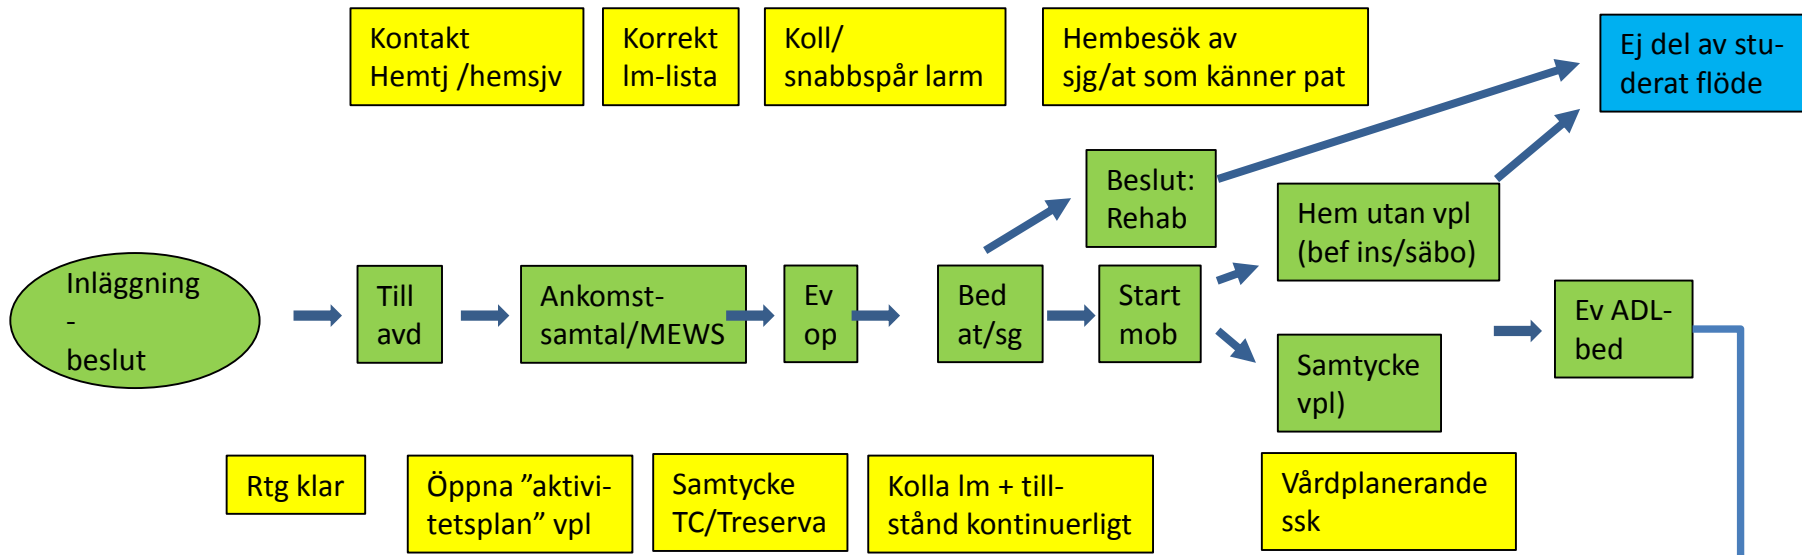 Kontakt
Hemtj /hemsjv
Korrekt
lm-lista
Koll/
snabbspår larm
Hembesök av
sjg/at som känner pat
Ej del av stu-
derat flöde
Beslut:
Rehab
Hem utan vpl
(bef ins/säbo)
Inläggning
-
beslut
Till
avd
Ankomst-
samtal/MEWS
Ev
op
Bed
at/sg
Start
mob
Samtycke
vpl)
Ev ADL-
bed
Rtg klar
Öppna ”aktivi-
tetsplan” vpl
Samtycke
TC/Treserva
Kolla lm + till-
stånd kontinuerligt
Vårdplanerande
ssk